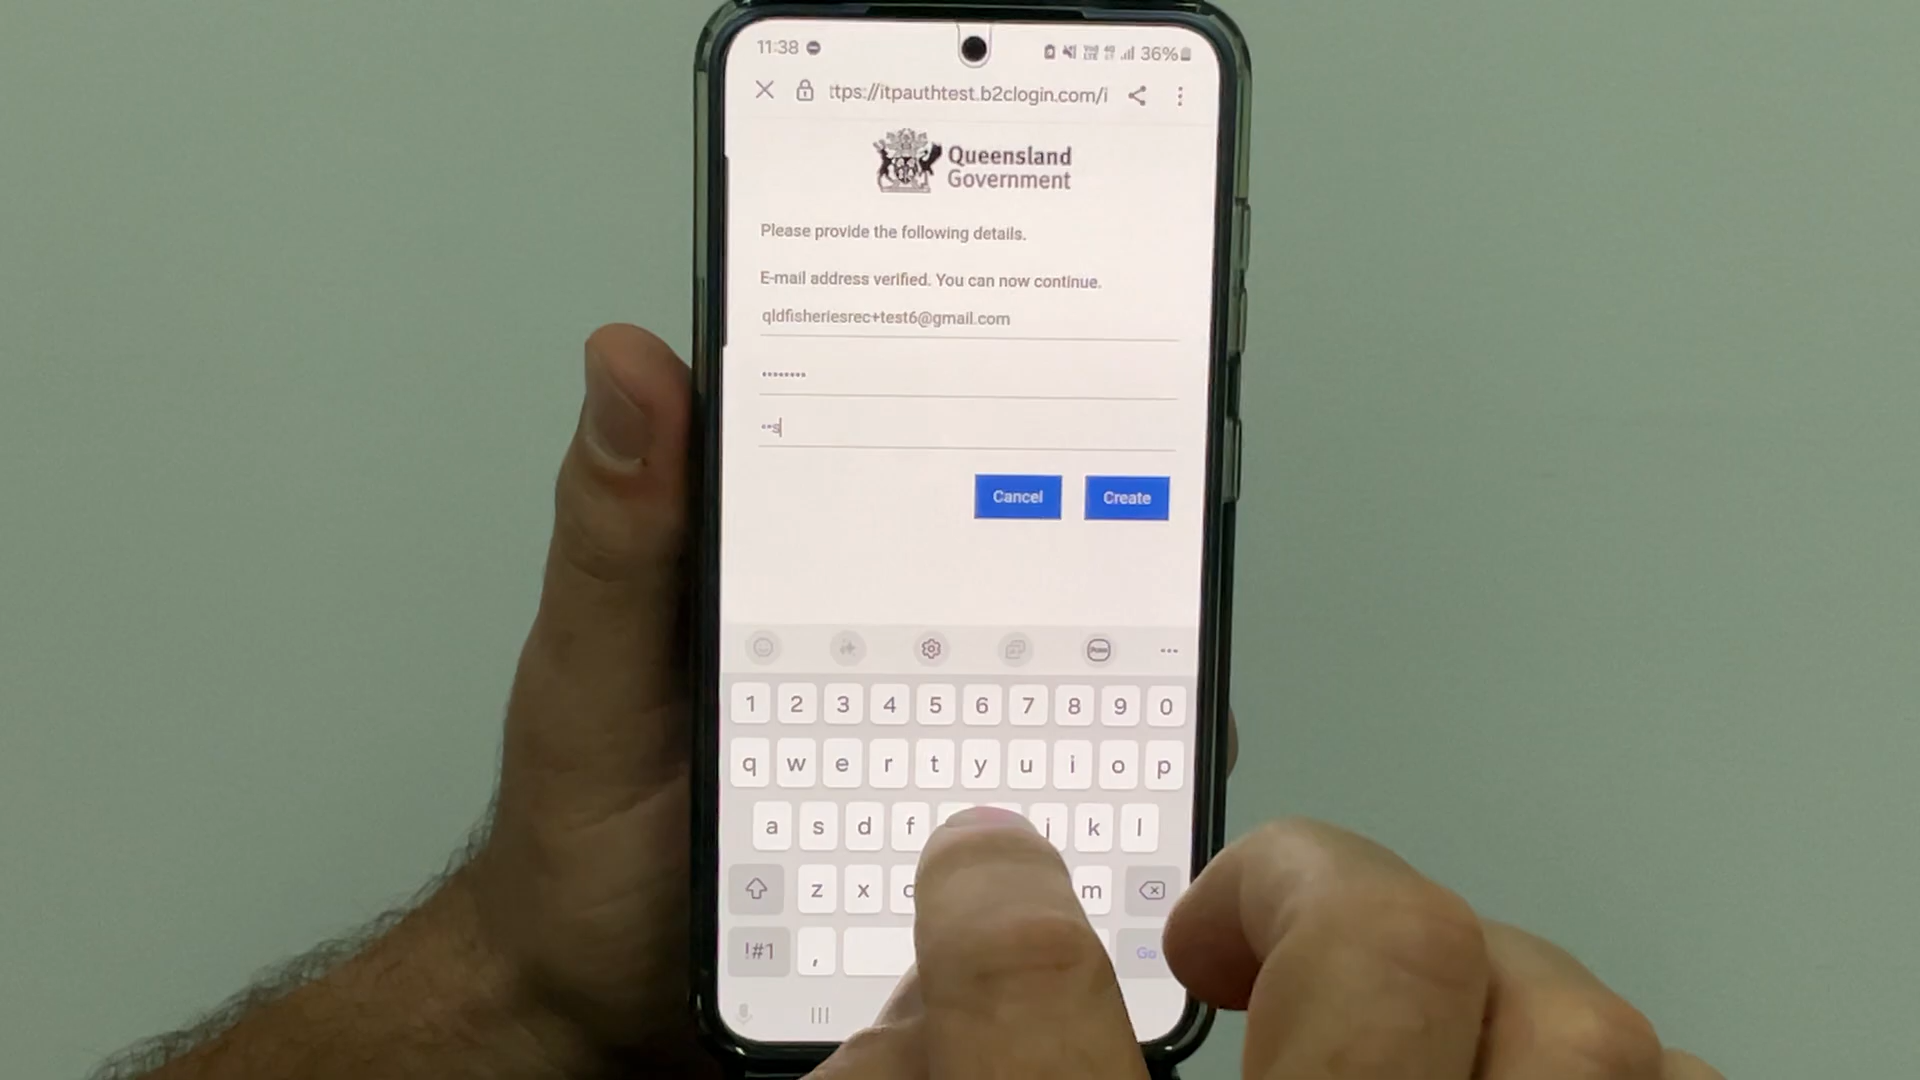 11:38 36%
ttps://itpauthtest.b2clogin.com/i
Queensland
Government
Please provide the following details.
E-mail address verified. You can now continue.
qldfisheriesrec+test6@gmail.com
••••••••
••s
Cancel Create
1 2 3 4 5 6 7 8 9 0
q w e r t y u i o p
a s d f j k l
z x c m
!#1 , Go